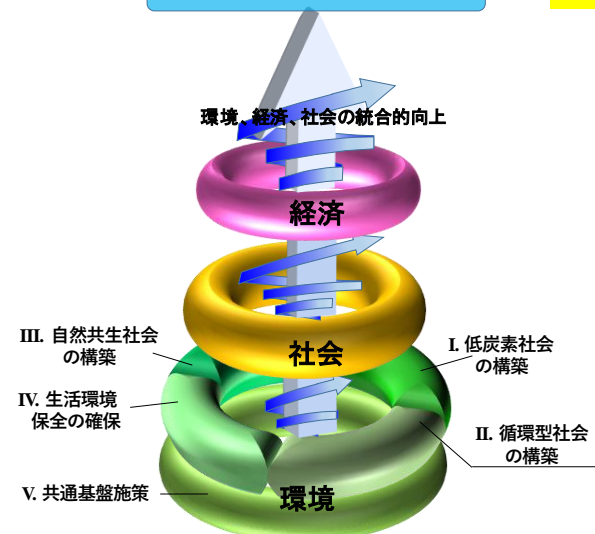 環境、経済、社会の統合的向上
経済
社会
III. 自然共生社会
の構築
I. 低炭素社会
の構築
IV. 生活環境
保全の確保
II. 循環型社会
の構築
V. 共通基盤施策
環境